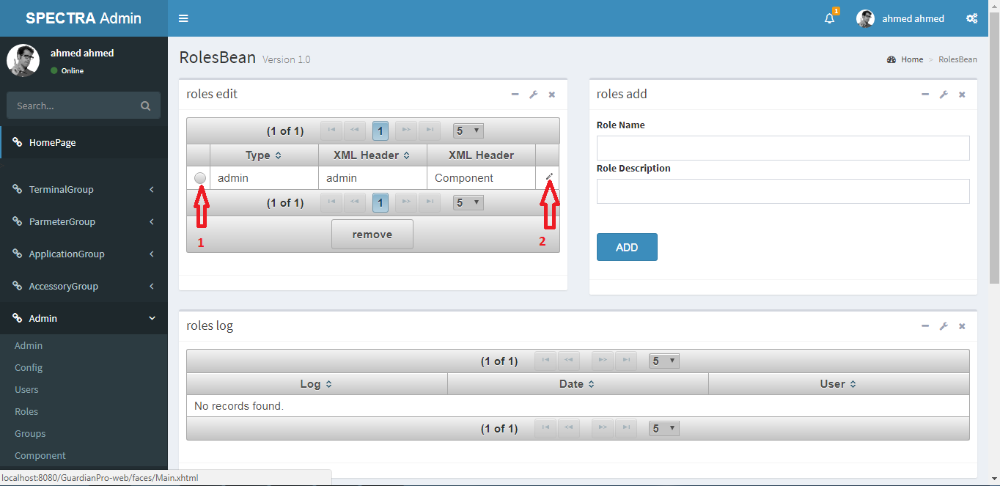 SPECTRA Admin
1
ahmed ahmed
ahmed ahmed
Online
Search...
HomePage
TerminalGroup
ParmeterGroup
ApplicationGroup
AccessoryGroup
Admin
Admin
Config
Users
Roles
Groups
Component
RolesBean Version 1.0
Home > RolesBean
roles edit
(1 of 1) 1 5
Type XML Header XML Header
admin admin Component
(1 of 1) 1 5
1 2
remove
roles add
Role Name
Role Description
ADD
roles log
(1 of 1) 5
Log Date User
No records found.
(1 of 1) 5
localhost:8080/GuardianPro-web/faces/Main.xhtml